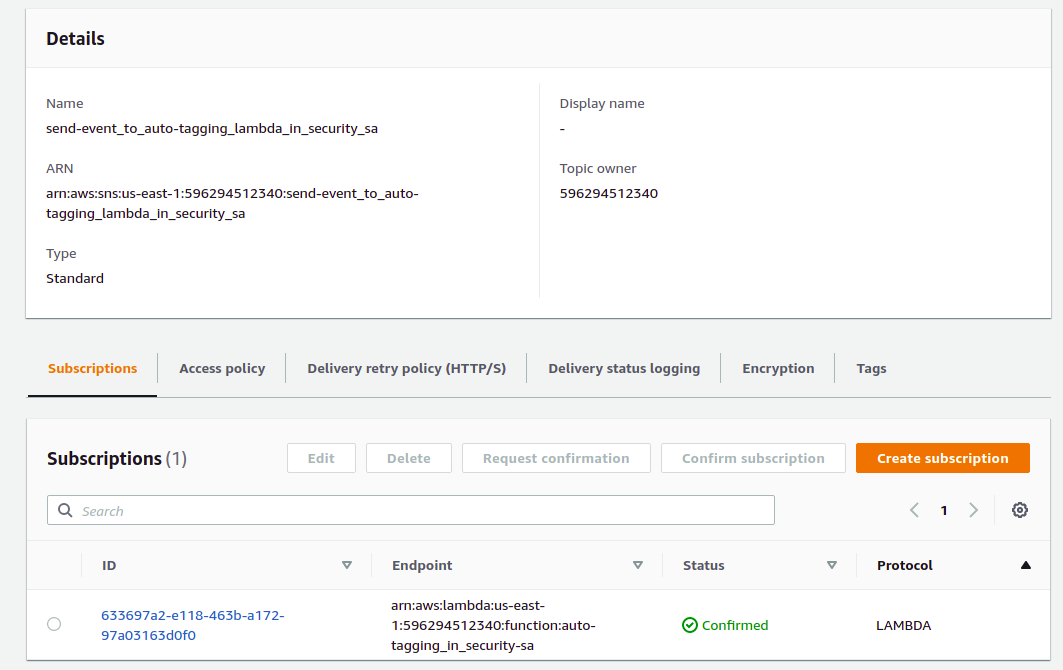 Details
Name
send-event_to_auto-tagging_lambda_in_security_sa
Display name
-
ARN
arn:aws:sns:us-east-1:596294512340:send-event_to_auto-
tagging_lambda_in_security_sa
Topic owner
596294512340
Type
Standard
Subscriptions
Access policy
Delivery retry policy (HTTP/S)
Delivery status logging
Encryption
Tags
Subscriptions (1)
Edit
Delete
Request confirmation
Confirm subscription
Create subscription
Search
1
ID
Endpoint
Status
Protocol
633697a2-e118-463b-a172-
97a03163d0f0
arn:aws:lambda:us-east-
1:596294512340:function:auto-
tagging_in_security-sa
Confirmed
LAMBDA